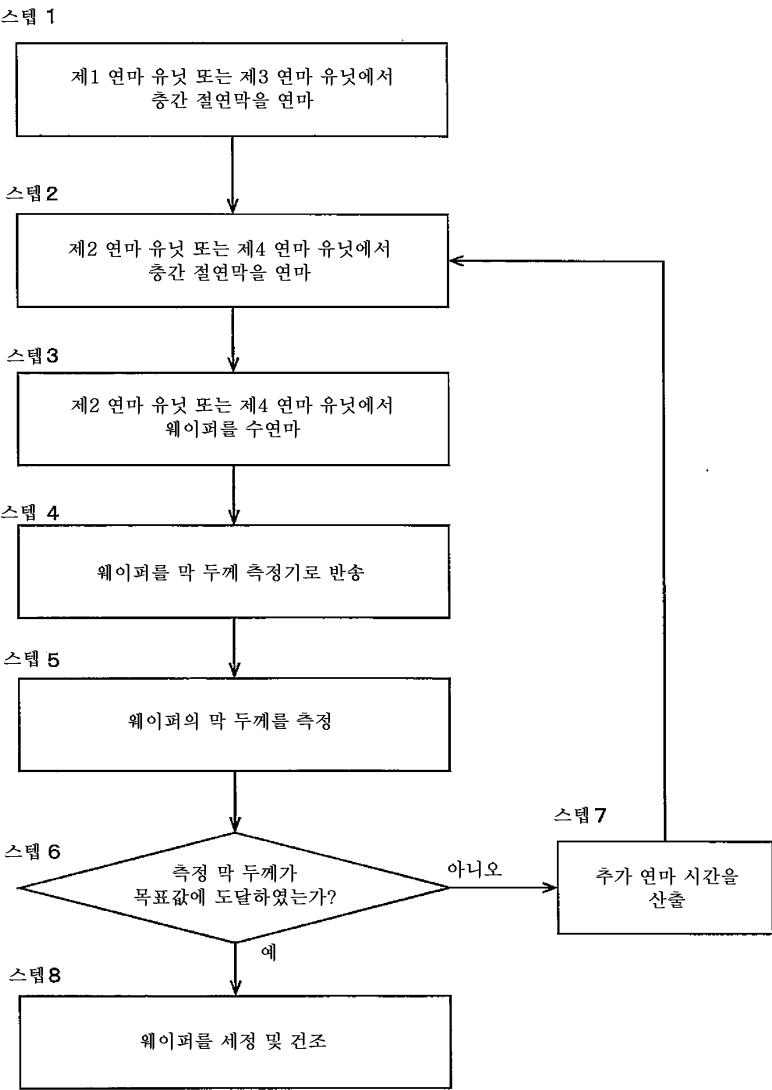 스텝 1
제1 연마 유닛 또는 제3 연마 유닛에서
층간 절연막을 연마
스텝2
제2 연마 유닛 또는 제4 연마 유닛에서
층간 절연막을 연마
스텝3
제2 연마 유닛 또는 제4 연마 유닛에서
웨이퍼를 수연마
스텝 4
웨이퍼를 막 두께 측정기로 반송
스텝 5
웨이퍼의 막 두께를 측정
스텝 6
측정 막 두께가
목표값에 도달하였는가?
아니오
스텝7
추가 연마 시간을
산출
예
스텝8
웨이퍼를 세정 및 건조